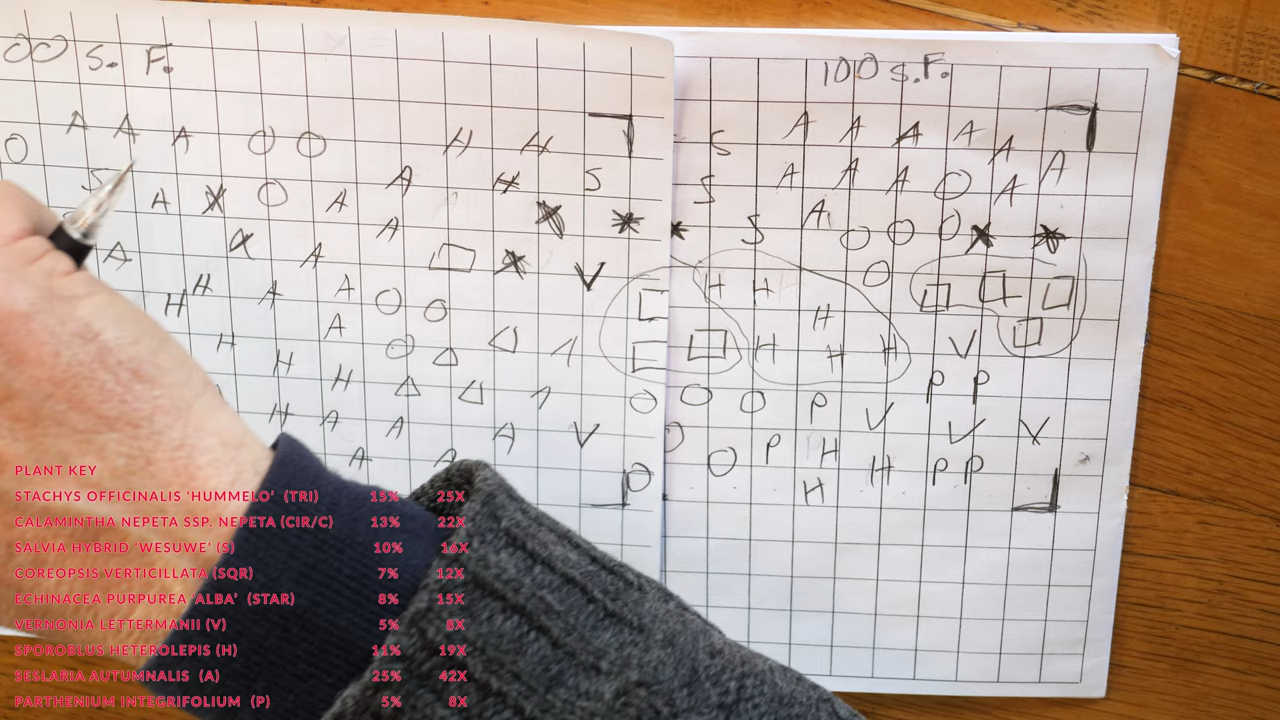 00 S. F.
100 S.F.
A A A O O H H S A A A A A
O A
S A H S S A A A O A
A * O A * * * S A O O O * *
A α A A □ * V O
H H A A O O □ H H □ □ □
A H □
H O △ △ A □ □ H H H V
H H △ △ A O O O P V P P
H A A A V O O P H V V
A A O H P P
H
PLANT KEY
STACHYS OFFICINALIS 'HUMMELO' (TRI) 15% 25X
CALAMINTHA NEPETA SSP. NEPETA (CIR/C) 13% 22X
SALVIA HYBRID 'WESUWE' (S) 10% 16X
COREOPSIS VERTICILLATA (SQR) 7% 12X
ECHINACEA PURPUREA 'ALBA' (STAR) 8% 15X
VERNONIA LETTERMANII (V) 5% 8X
SPOROBLUS HETEROLEPIS (H) 11% 19X
SESLARIA AUTUMNALIS (A) 25% 42X
PARTHENIUM INTEGRIFOLIUM (P) 5% 8X